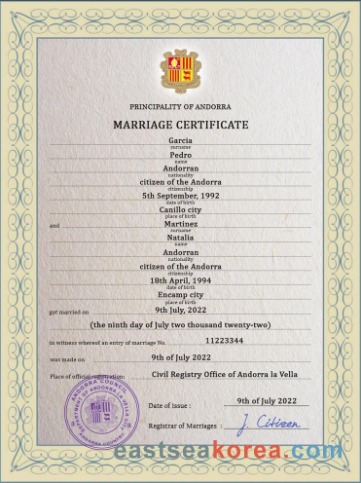 PRINCIPALITY OF ANDORRA
MARRIAGE CERTIFICATE
Garcia
surname
Pedro
name
Andorran
nationality
citizen of the Andorra
citizenship
5th September, 1992
date of birth
Canillo city
place of birth
and Martinez
surname
Natalia
name
Andorran
nationality
citizen of the Andorra
citizenship
18th April, 1994
date of birth
Encamp city
place of birth
got married on 9th July, 2022
(the ninth day of July two thousand twenty-two)
in witness whereof an entry of marriage No. 11223344
was made on 9th of July 2022
Place of official registration: Civil Registry Office of Andorra la Vella
ANDORRA COUNCIL
Date of Issue : 9th of July 2022
Registrar of Marriages : J. Citizen
eastseakorea.com